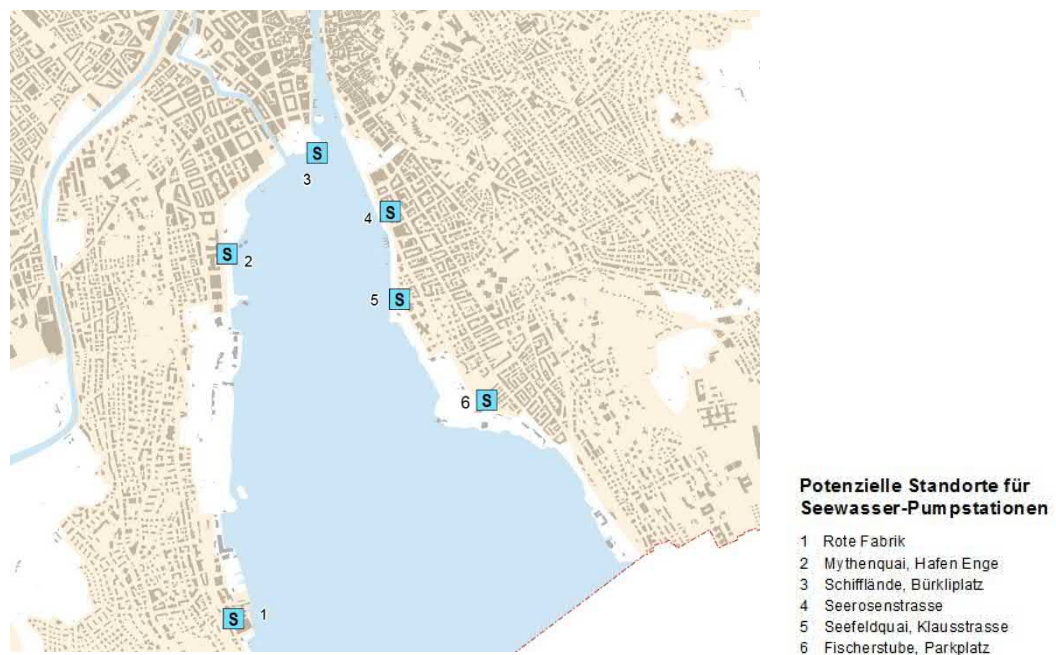 S
3
4 S
S
2
5 S
6 S
S 1
Potenzielle Standorte für
Seewasser-Pumpstationen
1 Rote Fabrik
2 Mythenquai, Hafen Enge
3 Schifflände, Bürkliplatz
4 Seerosenstrasse
5 Seefeldquai, Klausstrasse
6 Fischerstube, Parkplatz